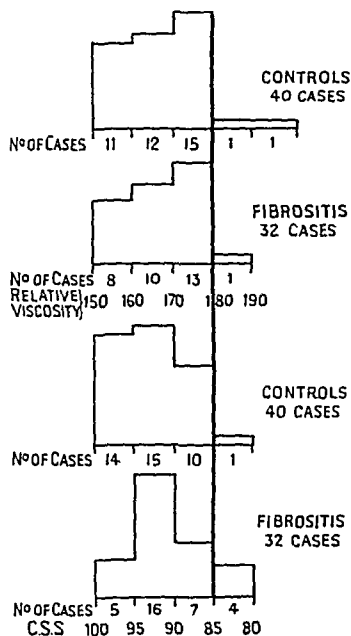 CONTROLS
40 CASES
Nº OF CASES 11 12 15 1 1
FIBROSITIS
32 CASES
Nº OF CASES 8 10 13 1
RELATIVE}
VISCOSITY} 150 160 170 180 190
CONTROLS
40 CASES
Nº OF CASES 14 15 10 1
FIBROSITIS
32 CASES
Nº OF CASES 5 16 7 4
C.S.S 100 95 90 85 80